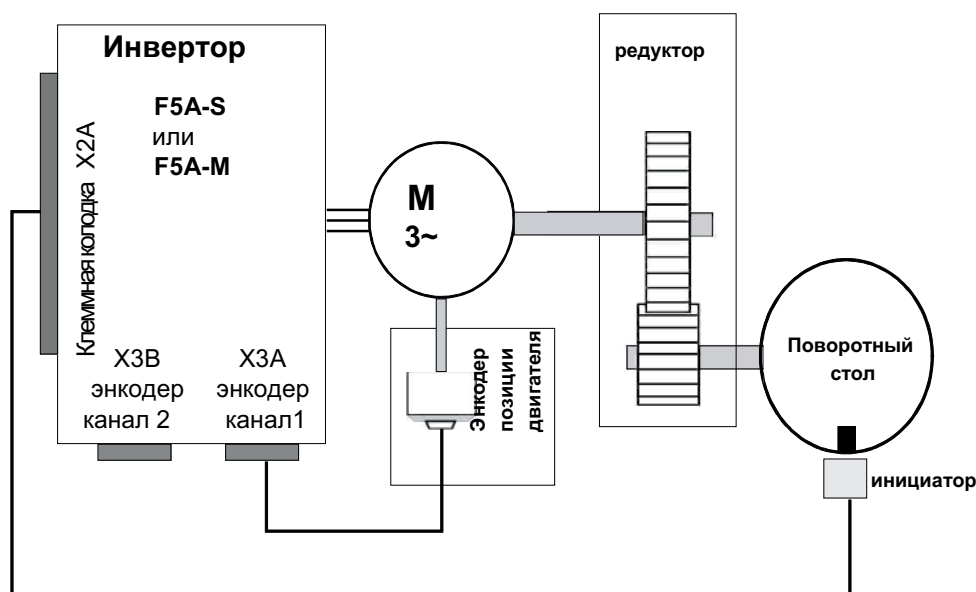 Инвертор
F5A-S
или
F5A-M
Клеммная колодка X2A
X3B
энкодер
канал 2
X3A
энкодер
канал1
M
3~
Энкодер
позиции
двигателя
редуктор
Поворотный
стол
инициатор